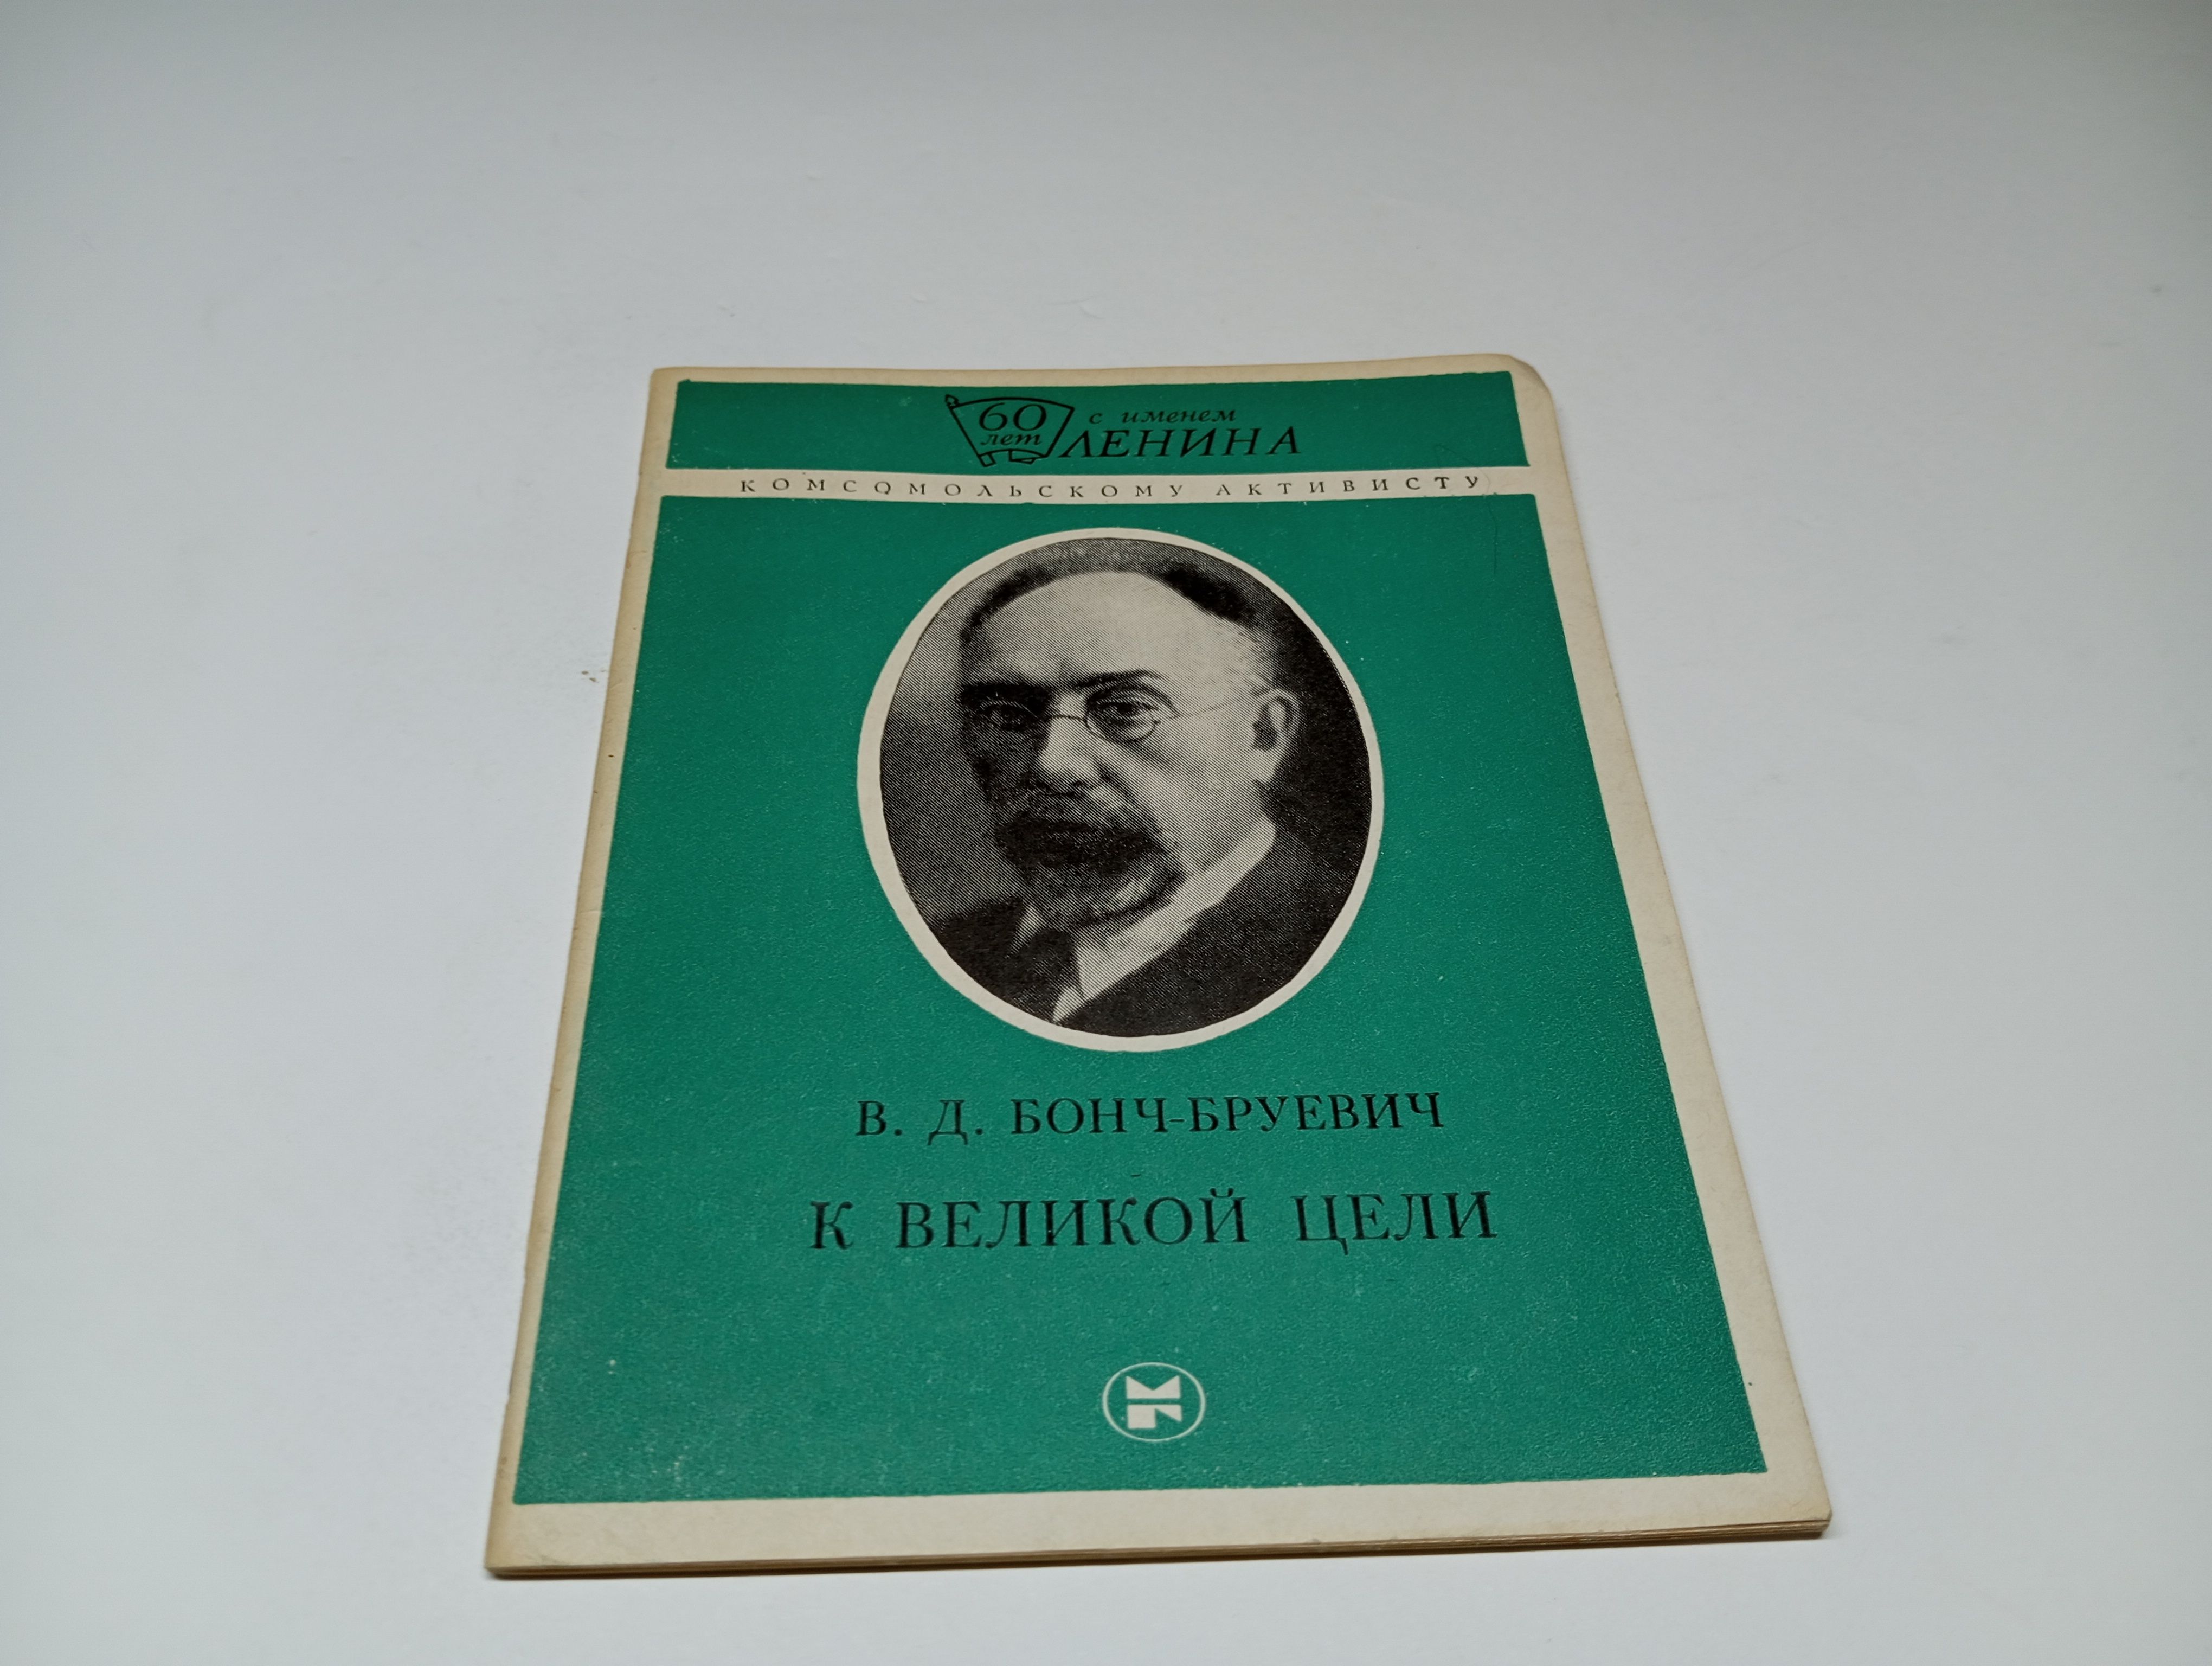 60 лет с именем
ЛЕНИНА
КОМСОМОЛЬСКОМУ АКТИВИСТУ
В. Д. БОНЧ-БРУЕВИЧ
К ВЕЛИКОЙ ЦЕЛИ